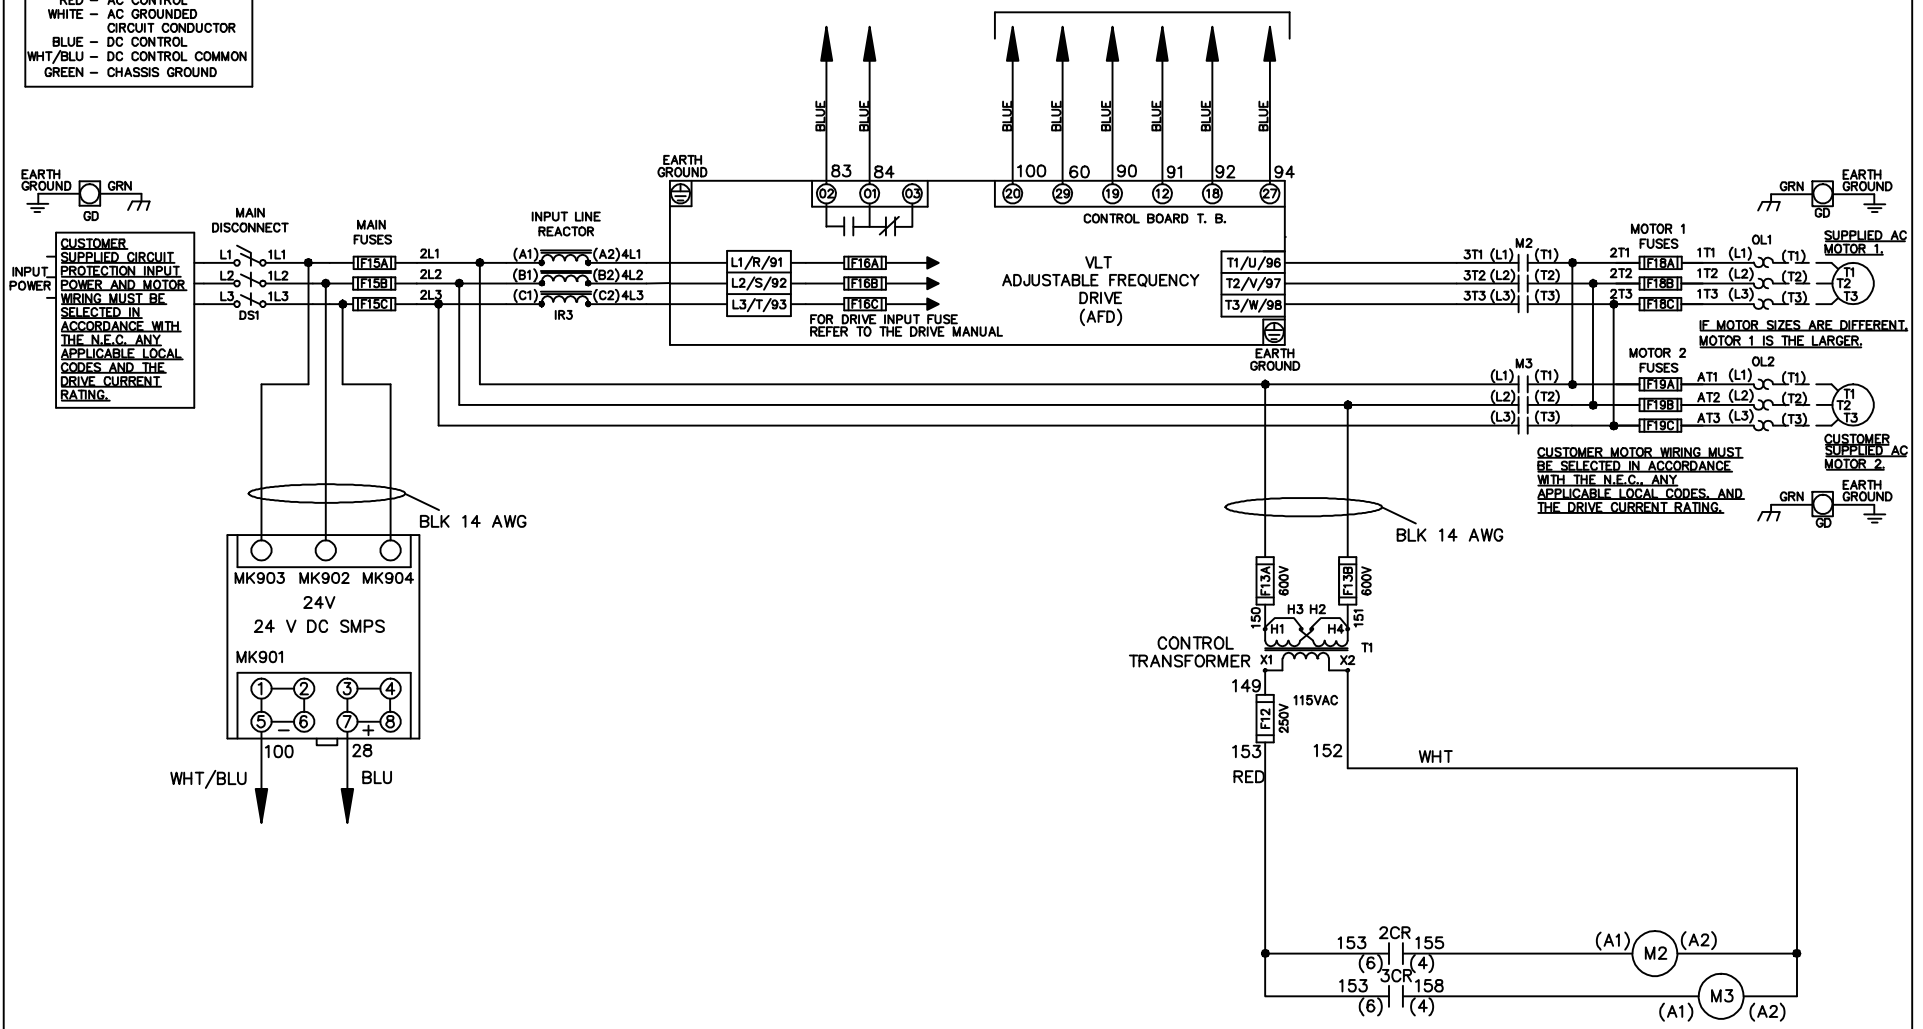 RED – AC CONTROL
WHITE – AC GROUNDED
CIRCUIT CONDUCTOR
BLUE – DC CONTROL
WHT/BLU – DC CONTROL COMMON
GREEN – CHASSIS GROUND
BLUE
BLUE
BLUE
BLUE
BLUE
BLUE
BLUE
BLUE
EARTH
GROUND
GRN
GD
EARTH
GROUND
83
84
100
60
90
91
92
94
02
01
03
20
29
19
12
18
27
CONTROL BOARD T. B.
GRN
EARTH
GROUND
GD
INPUT
POWER
CUSTOMER
SUPPLIED CIRCUIT
PROTECTION INPUT
POWER AND MOTOR
WIRING MUST BE
SELECTED IN
ACCORDANCE WITH
THE N.E.C. ANY
APPLICABLE LOCAL
CODES AND THE
DRIVE CURRENT
RATING.
MAIN
DISCONNECT
L1
1L1
L2
1L2
L3
1L3
DS1
MAIN
FUSES
F15A
F15B
F15C
2L1
2L2
2L3
INPUT LINE
REACTOR
(A1)
(A2)
4L1
(B1)
(B2)
4L2
(C1)
(C2)
4L3
IR3
L1/R/91
L2/S/92
L3/T/93
F16A
F16B
F16C
FOR DRIVE INPUT FUSE
REFER TO THE DRIVE MANUAL
VLT
ADJUSTABLE FREQUENCY
DRIVE
(AFD)
T1/U/96
T2/V/97
T3/W/98
EARTH
GROUND
M2
3T1 (L1) (T1)
3T2 (L2) (T2)
3T3 (L3) (T3)
MOTOR 1
FUSES
2T1
F18A
1T1
2T2
F18B
1T2
2T3
F18C
1T3
OL1
(L1) (T1)
(L2) (T2)
(L3) (T3)
SUPPLIED AC
MOTOR 1.
T1
T2
T3
IF MOTOR SIZES ARE DIFFERENT,
MOTOR 1 IS THE LARGER.
M3
(L1) (T1)
(L2) (T2)
(L3) (T3)
MOTOR 2
FUSES
F19A
AT1
F19B
AT2
F19C
AT3
OL2
(L1) (T1)
(L2) (T2)
(L3) (T3)
T1
T2
T3
CUSTOMER
SUPPLIED AC
MOTOR 2.
CUSTOMER MOTOR WIRING MUST
BE SELECTED IN ACCORDANCE
WITH THE N.E.C., ANY
APPLICABLE LOCAL CODES, AND
THE DRIVE CURRENT RATING.
GRN
EARTH
GROUND
GD
BLK 14 AWG
MK903 MK902 MK904
24V
24 V DC SMPS
MK901
1
2
3
4
5
6
7
8
–
+
100
28
WHT/BLU
BLU
BLK 14 AWG
F13A
600V
F13B
600V
150
151
H3 H2
H1
H4
CONTROL
TRANSFORMER
T1
X1
X2
149
115VAC
F12
250V
153
152
RED
WHT
2CR
153
155
(6)
(4)
(A1)
M2
(A2)
3CR
153
158
(6)
(4)
(A1)
M3
(A2)